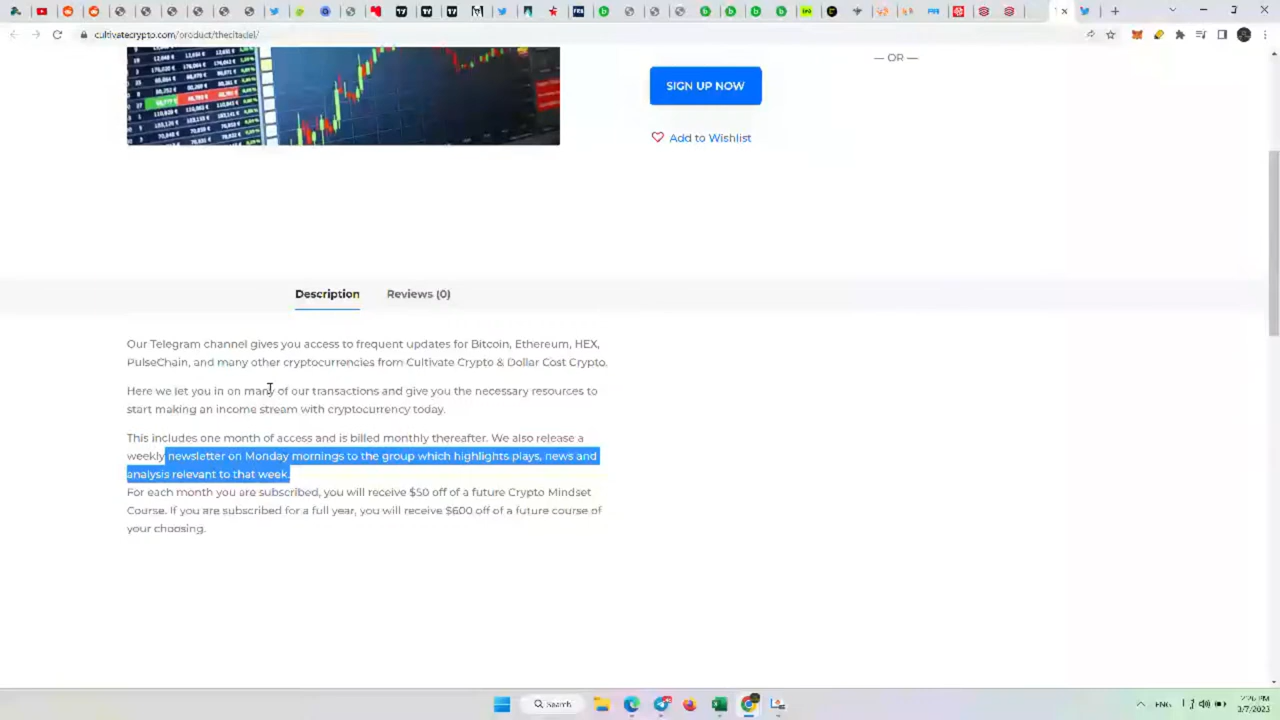 cultivatecrypto.com/product/thecitadel/
— OR —
SIGN UP NOW
Add to Wishlist
Description
Reviews (0)
Our Telegram channel gives you access to frequent updates for Bitcoin, Ethereum, HEX,
PulseChain, and many other cryptocurrencies from Cultivate Crypto & Dollar Cost Crypto.
Here we let you in on many of our transactions and give you the necessary resources to
start making an income stream with cryptocurrency today.
This includes one month of access and is billed monthly thereafter. We also release a
weekly newsletter on Monday mornings to the group which highlights plays, news and
analysis relevant to that week.
For each month you are subscribed, you will receive $50 off of a future Crypto Mindset
Course. If you are subscribed for a full year, you will receive $600 off of a future course of
your choosing.
Search
ENG
2/7/2023